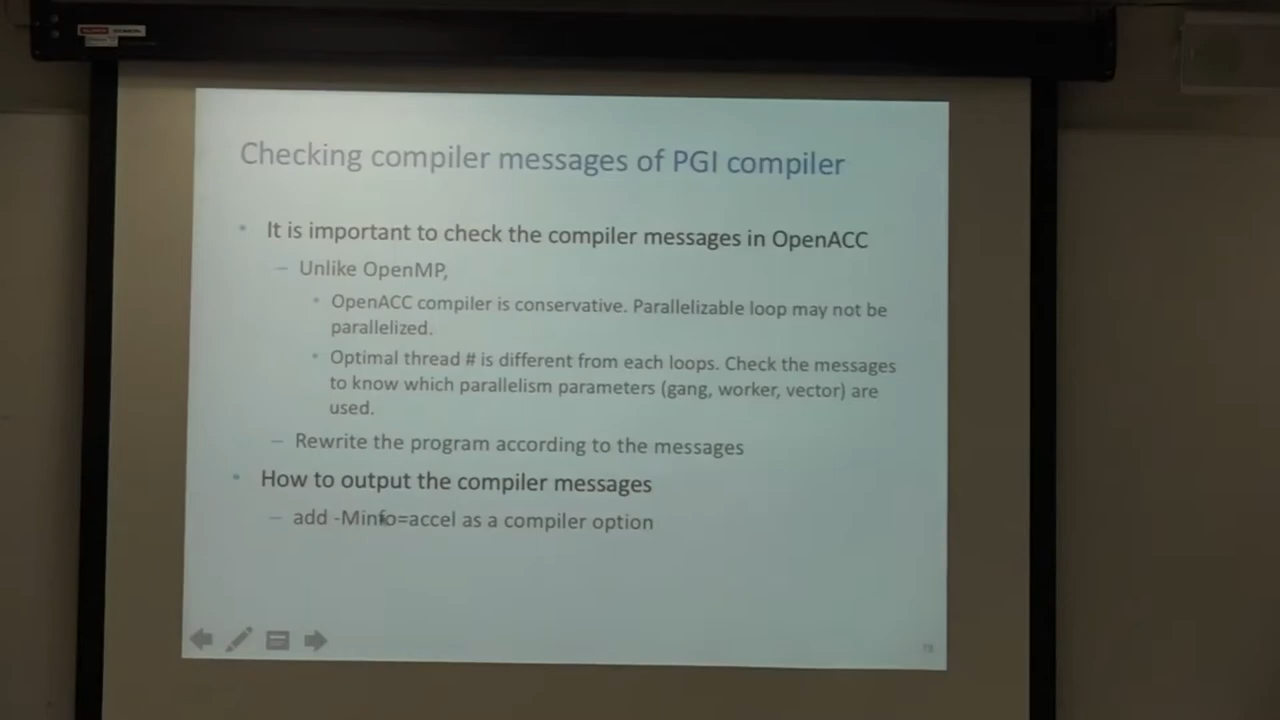 Checking compiler messages of PGI compiler
• It is important to check the compiler messages in OpenACC
– Unlike OpenMP,
• OpenACC compiler is conservative. Parallelizable loop may not be
parallelized.
• Optimal thread # is different from each loops. Check the messages
to know which parallelism parameters (gang, worker, vector) are
used.
– Rewrite the program according to the messages
• How to output the compiler messages
– add -Minfo=accel as a compiler option